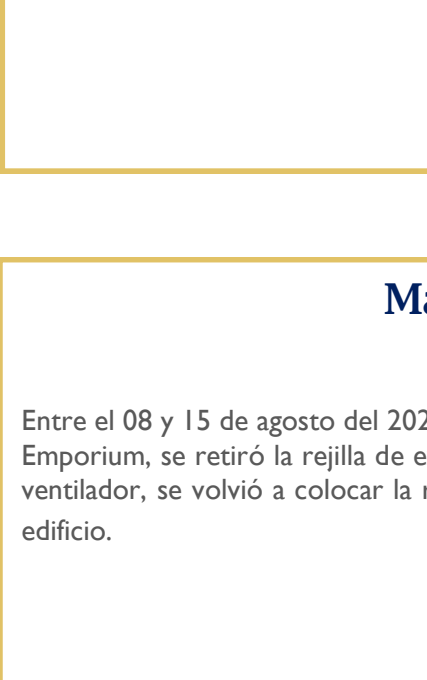 Ma
Entre el 08 y 15 de agosto del 202
Emporium, se retiró la rejilla de e
ventilador, se volvió a colocar la r
edificio.